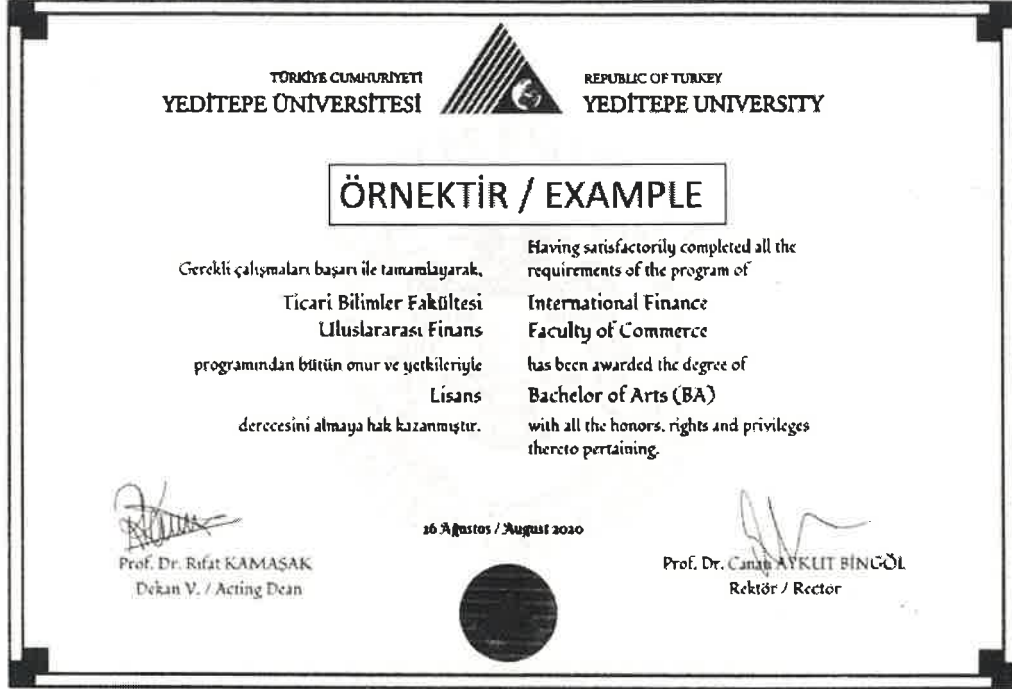 TÜRKİYE CUMHURİYETİ
YEDİTEPE ÜNİVERSİTESİ
REPUBLIC OF TURKEY
YEDİTEPE UNIVERSITY
ÖRNEKTİR / EXAMPLE
Gerekli çalışmaları başarı ile tamamlayarak,
Ticari Bilimler Fakültesi
Uluslararası Finans
programından bütün onur ve yetkileriyle
Lisans
derecesini almaya hak kazanmıştır.
Having satisfactorily completed all the
requirements of the program of
International Finance
Faculty of Commerce
has been awarded the degree of
Bachelor of Arts (BA)
with all the honors, rights and privileges
thereto pertaining.
16 Ağustos / August 2020
Prof. Dr. Rıfat KAMAŞAK
Dekan V. / Acting Dean
Prof. Dr. Canan AYKUT BİNGÖL
Rektör / Rector